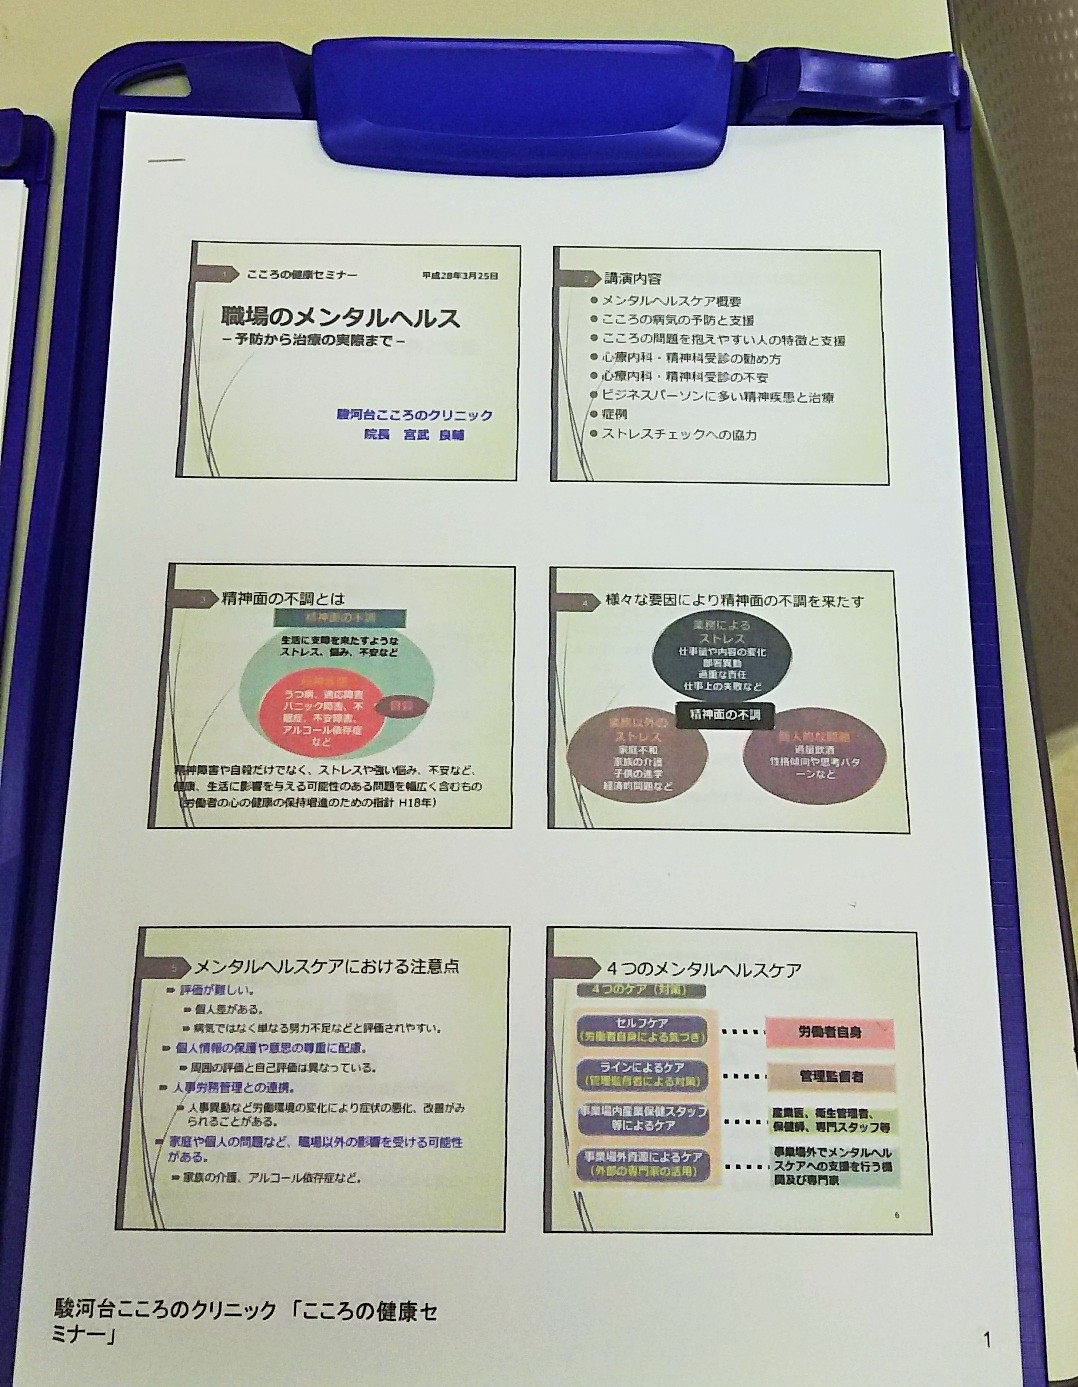 1
こころの健康セミナー
平成28年3月25日
職場のメンタルヘルス
－予防から治療の実際まで－
駿河台こころのクリニック
院長 宮武 良輔
2
講演内容
メンタルヘルスケア概要
こころの病気の予防と支援
こころの問題を抱えやすい人の特徴と支援
心療内科・精神科受診の勧め方
心療内科・精神科受診の不安
ビジネスパーソンに多い精神疾患と治療
症例
ストレスチェックへの協力
3
精神面の不調とは
精神面の不調
生活に支障を来たすような
ストレス、悩み、不安など
うつ病、適応障害
パニック障害、不
眠症、不安障害、
アルコール依存症
など
自殺
精神障害や自殺だけでなく、ストレスや強い悩み、不安など、
健康、生活に影響を与える可能性のある問題を幅広く含むもの
（労働者の心の健康の保持増進のための指針 H18年）
4
様々な要因により精神面の不調を来たす
業務による
ストレス
仕事量や内容の変化
部署異動
過重な責任
仕事上の失敗など
精神面の不調
業務以外の
ストレス
家庭不和
家族の介護
子供の進学
経済的問題など
個人的な問題
過量飲酒
性格傾向や思考パタ
ーンなど
5
メンタルヘルスケアにおける注意点
評価が難しい。
個人差がある。
病気ではなく単なる努力不足などと評価されやすい。
個人情報の保護や意思の尊重に配慮。
周囲の評価と自己評価は異なっている。
人事労務管理との連携。
人事異動など労働環境の変化により症状の悪化、改善がみ
られることがある。
家庭や個人の問題など、職場以外の影響を受ける可能性
がある。
家族の介護、アルコール依存症など。
４つのメンタルヘルスケア
４つのケア（対策）
セルフケア
（労働者自身による気づき）
労働者自身
ラインによるケア
（管理監督者による対策）
管理監督者
事業場内産業保健スタッフ
等によるケア
産業医、衛生管理者、
保健師、専門スタッフ等
事業場外資源によるケア
（外部の専門家の活用）
事業場外でメンタルヘル
スケアへの支援を行う機
関及び専門家
6
駿河台こころのクリニック 「こころの健康セ
ミナー」
1